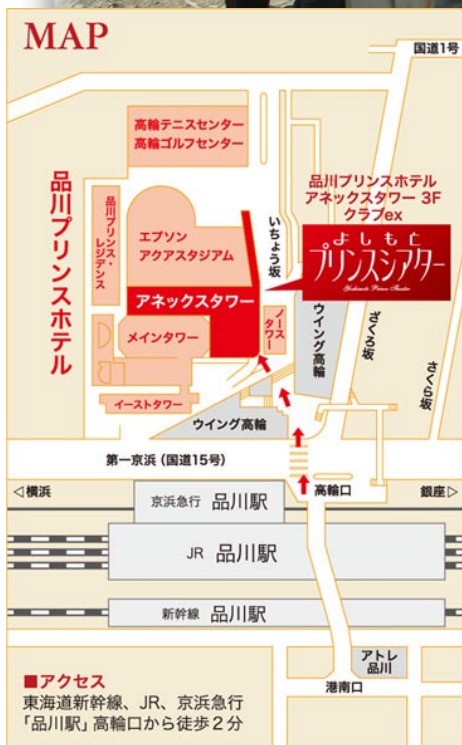 MAP
国道1号
高輪テニスセンター
高輪ゴルフセンター
品川プリンスホテル
アネックスタワー 3F
クラブex
よしもと
プリンスシアター
Yoshimoto Prince Theater
品川プリンスホテル
品川プリンス・
レジデンス
エプソン
アクアスタジアム
いちょう坂
アネックスタワー
メインタワー
ノース
タワー
ウイング高輪
ざくろ坂
さくら坂
イーストタワー
ウイング高輪
第一京浜（国道15号）
◁横浜
高輪口
銀座▷
京浜急行 品川駅
JR 品川駅
新幹線 品川駅
アトレ
品川
港南口
■アクセス
東海道新幹線、JR、京浜急行
「品川駅」高輪口から徒歩２分